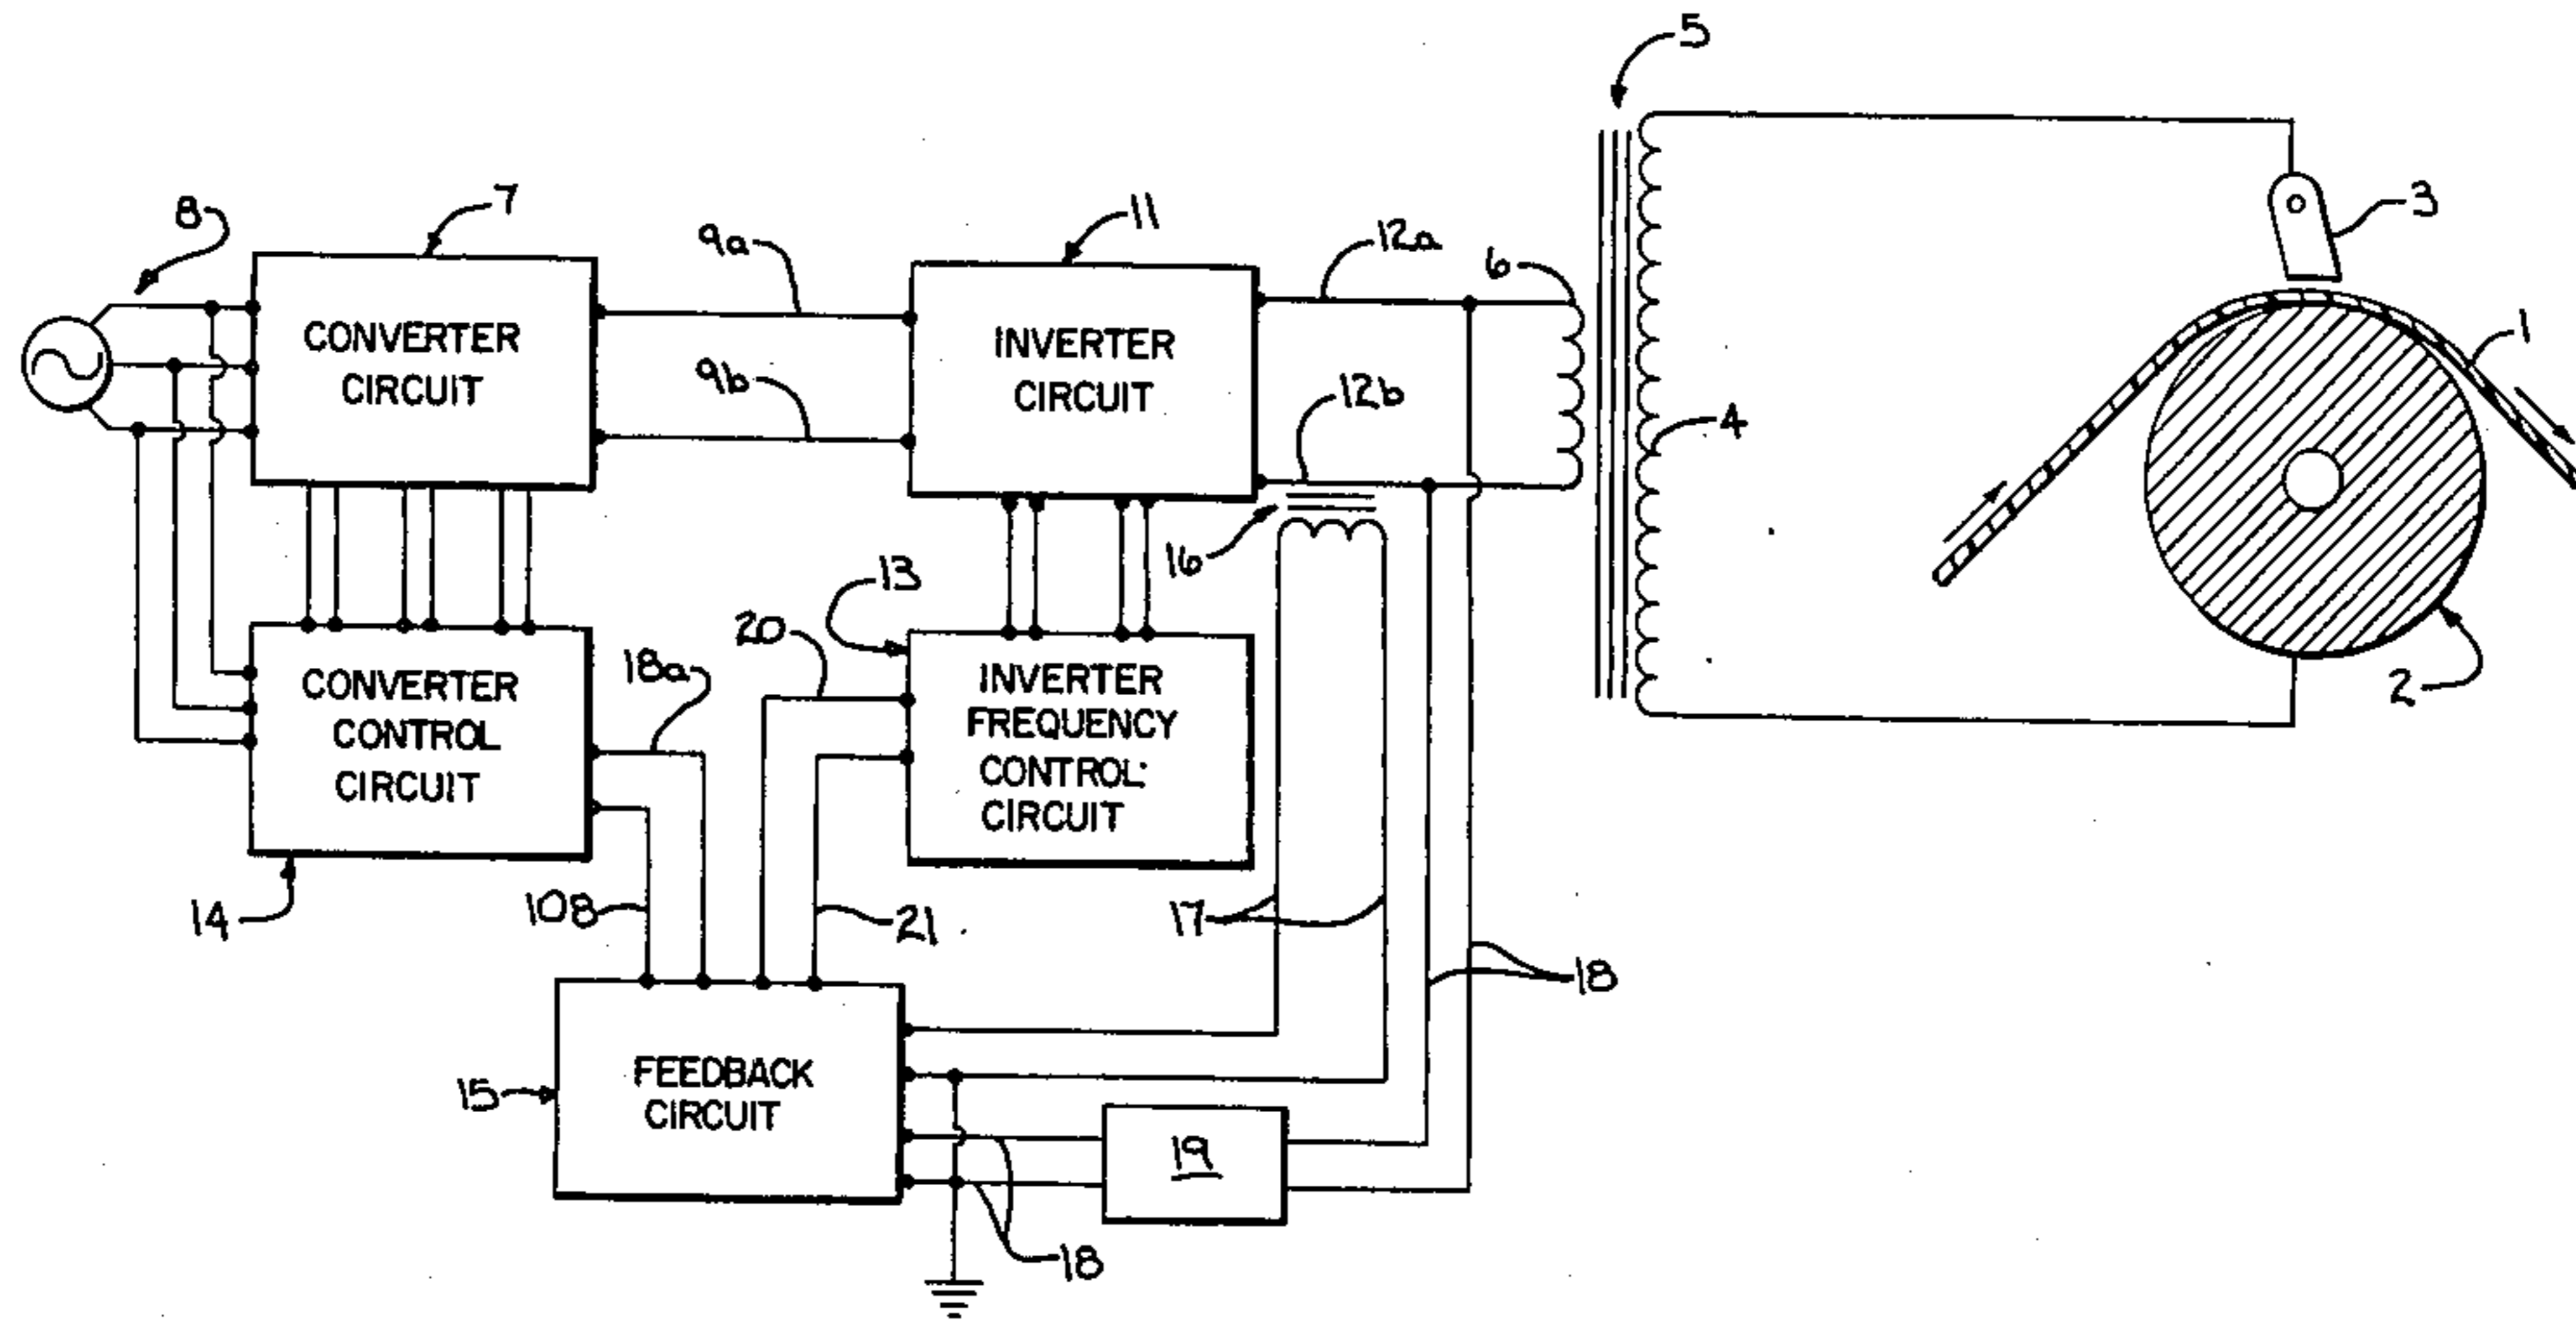 5
8
7
9a
11
12a
6
3
CONVERTER
CIRCUIT
INVERTER
CIRCUIT
9b
12b
1
4
16
13
20
18a
2
CONVERTER
CONTROL
CIRCUIT
INVERTER
FREQUENCY
CONTROL
CIRCUIT
14
108
21
17
18
15
FEEDBACK
CIRCUIT
19
18